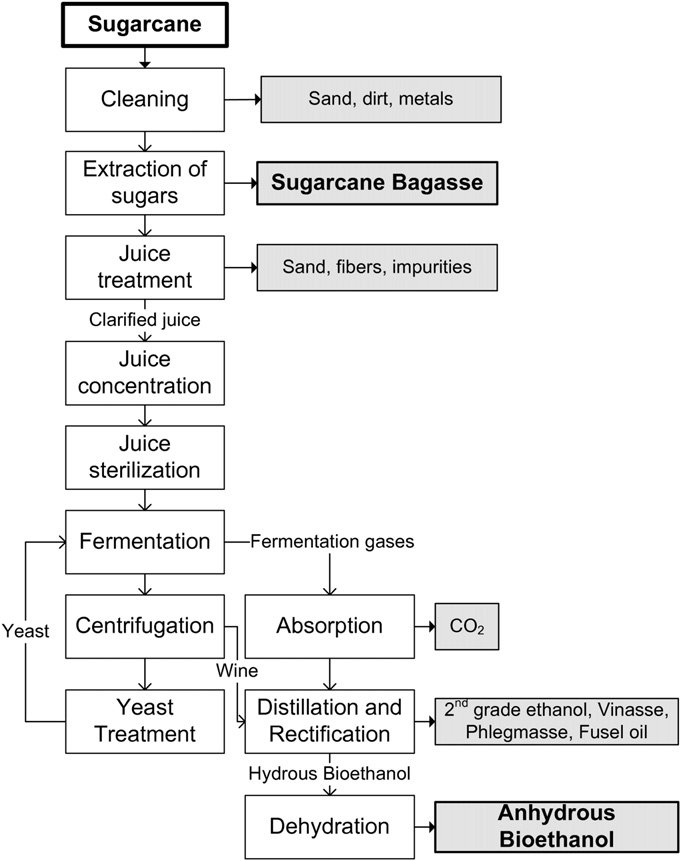 Sugarcane
Cleaning
Sand, dirt, metals
Extraction of
sugars
Sugarcane Bagasse
Juice
treatment
Sand, fibers, impurities
Clarified juice
Juice
concentration
Juice
sterilization
Fermentation
Fermentation gases
Yeast
Centrifugation
Absorption
CO₂
Wine
Yeast
Treatment
Distillation and
Rectification
2ⁿᵈ grade ethanol, Vinasse,
Phlegmasse, Fusel oil
Hydrous Bioethanol
Dehydration
Anhydrous
Bioethanol